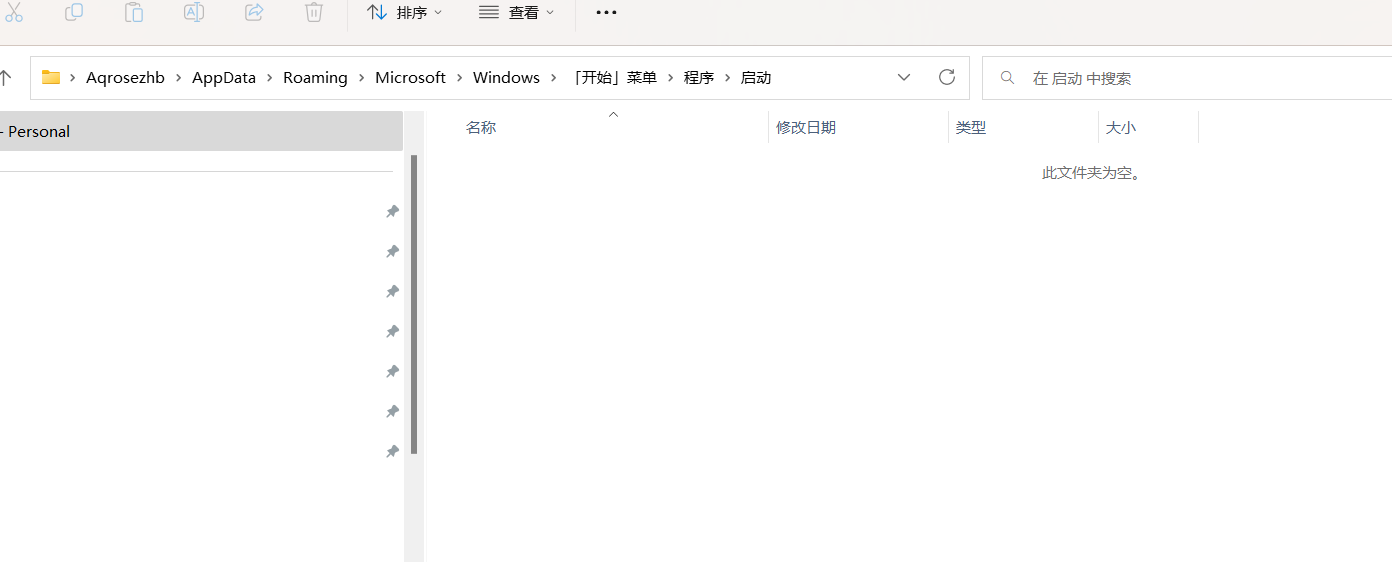 排序 查看
Aqrosezhb > AppData > Roaming > Microsoft > Windows > 「开始」菜单 > 程序 > 启动
在 启动 中搜索
- Personal
名称 修改日期 类型 大小
此文件夹为空。